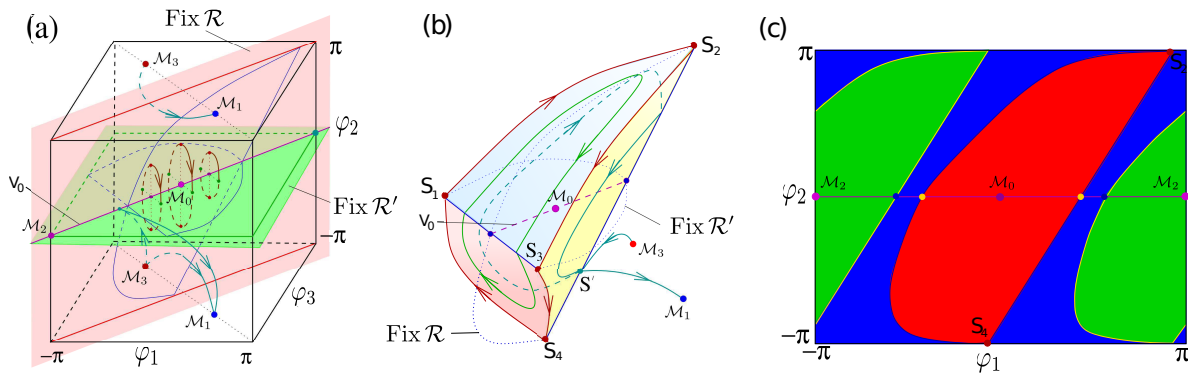 (a)
Fix ℛ
π
ℳ₃
ℳ₁
φ₂
V₀
ℳ₀
Fix ℛ′
ℳ₂
−π
ℳ₃
φ₃
ℳ₁
−π
φ₁
π
(b)
S₂
S₁
ℳ₀
V₀
Fix ℛ′
S₃
ℳ₃
S′
ℳ₁
Fix ℛ
S₄
(c)
π
S₂
φ₂
ℳ₂
ℳ₀
ℳ₂
−π
S₄
−π
φ₁
π